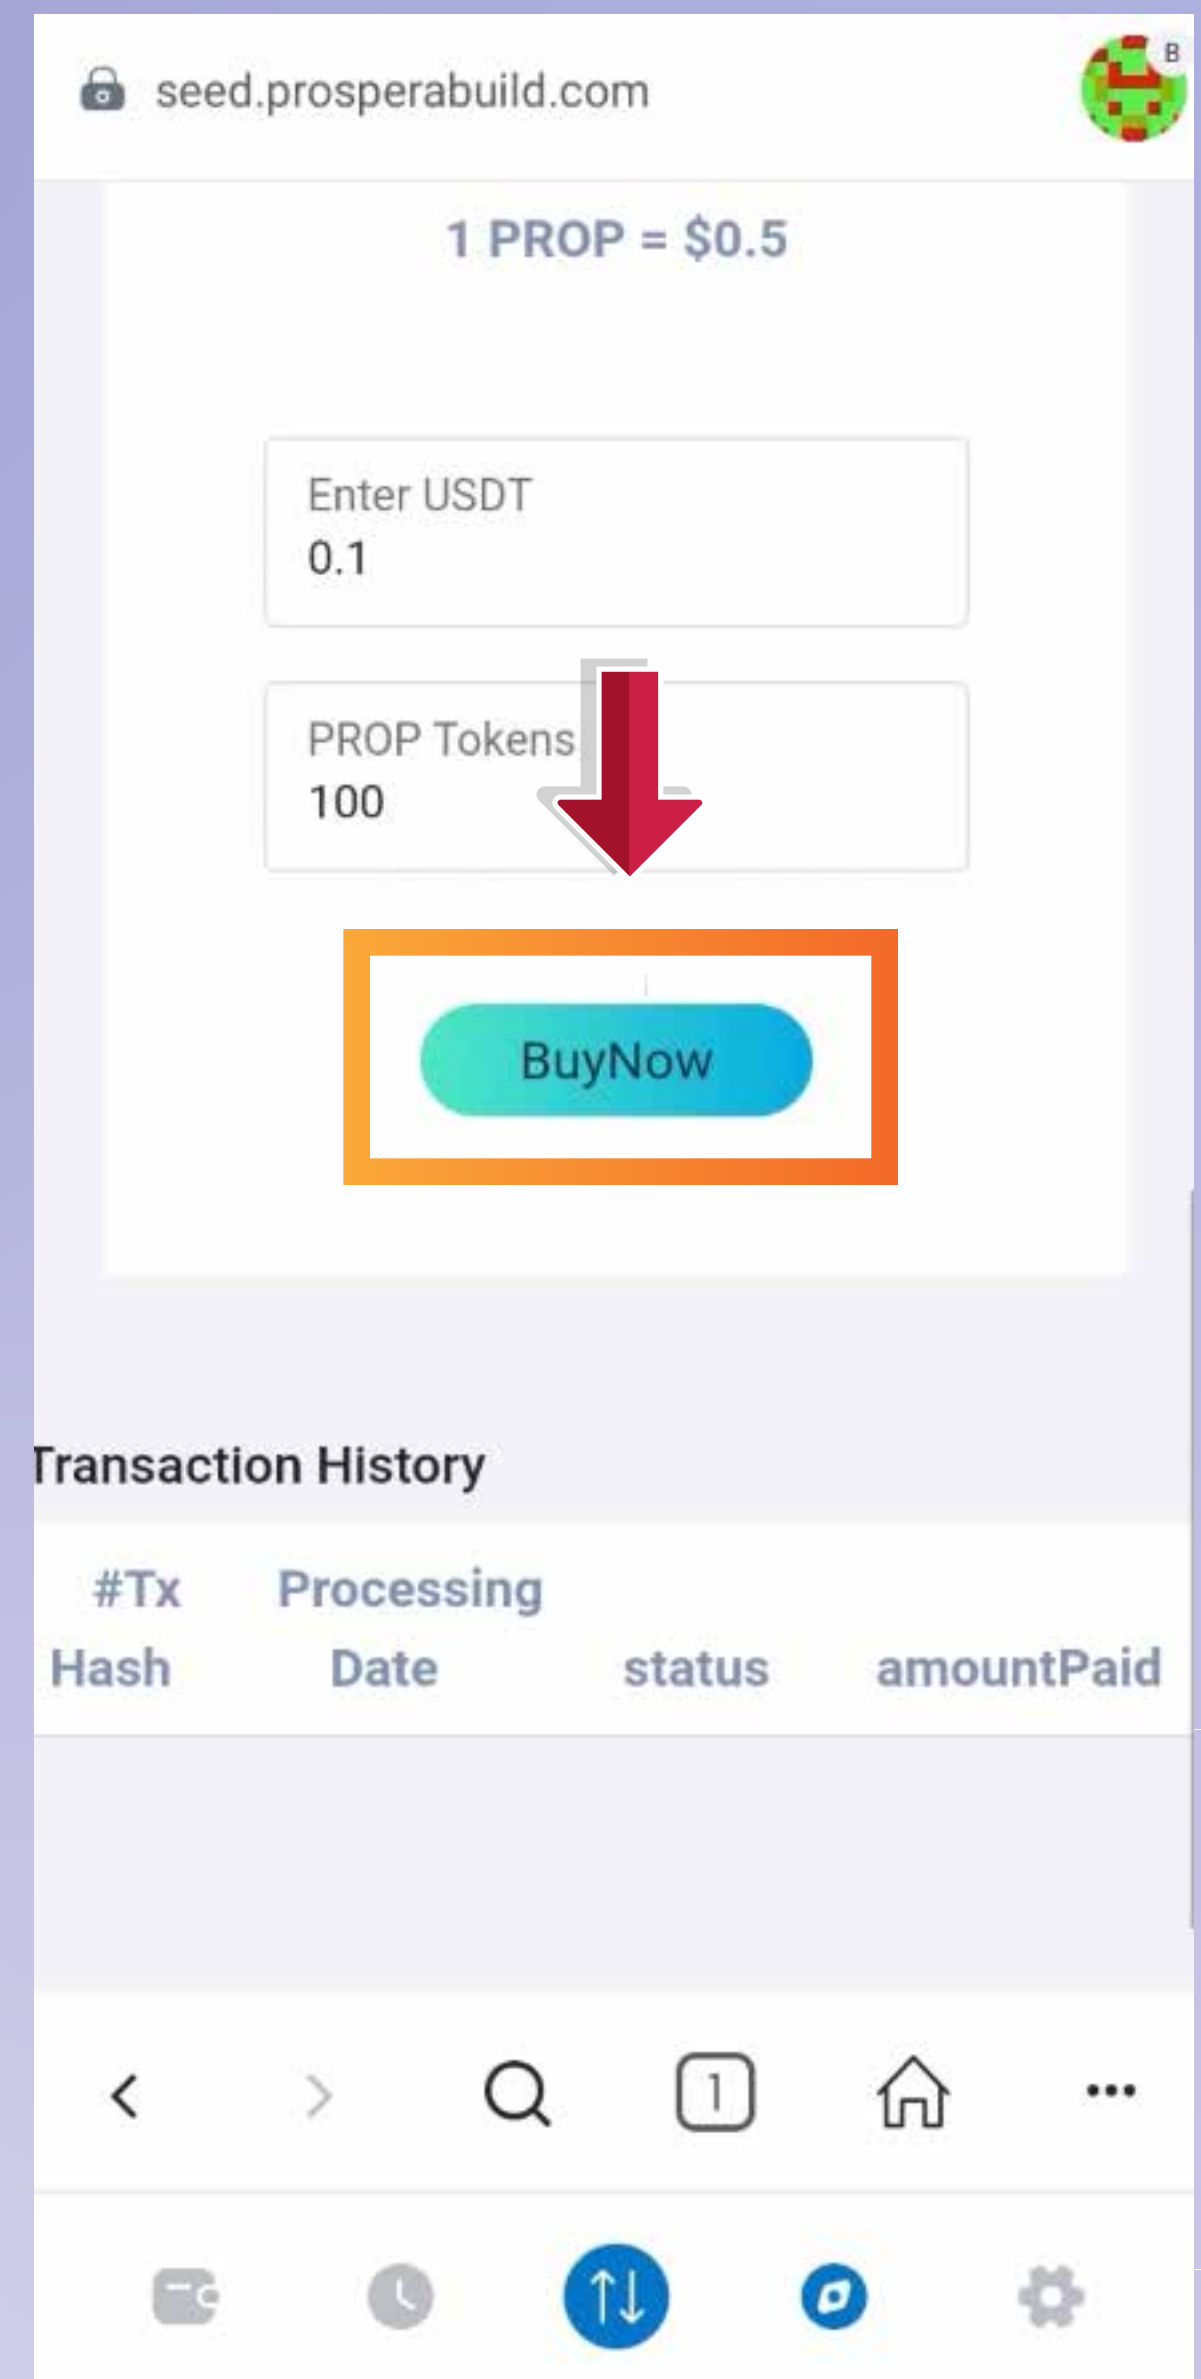 seed.prosperabuild.com
B
1 PROP = $0.5
Enter USDT
0.1
PROP Tokens
100
BuyNow
Transaction History
#Tx Processing
Hash Date status amountPaid
1